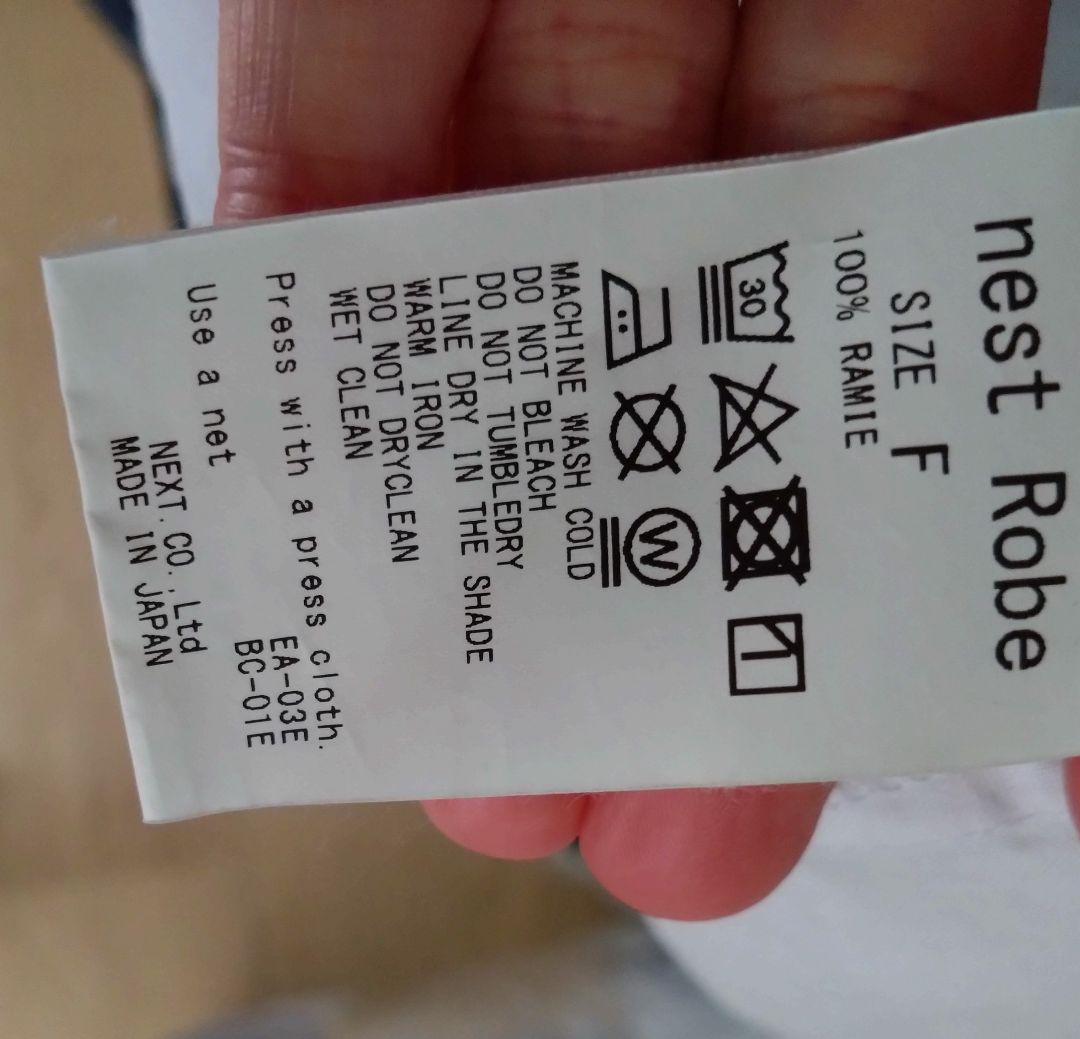 nest Robe
SIZE F
100% RAMIE
30
W
MACHINE WASH COLD
DO NOT BLEACH
DO NOT TUMBLEDRY
LINE DRY IN THE SHADE
WARM IRON
DO NOT DRYCLEAN
WET CLEAN
Press with a press cloth.
EA-03E
BC-01E
Use a net
NEXT.CO.;Ltd
MADE IN JAPAN